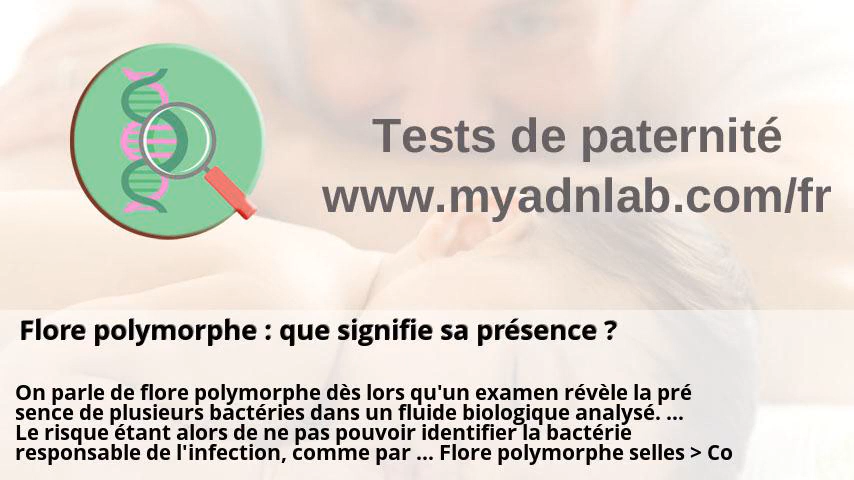 Tests de paternité
www.myadnlab.com/fr
Flore polymorphe : que signifie sa présence ?
On parle de flore polymorphe dès lors qu'un examen révèle la pré
sence de plusieurs bactéries dans un fluide biologique analysé. ...
Le risque étant alors de ne pas pouvoir identifier la bactérie
responsable de l'infection, comme par ... Flore polymorphe selles > Co